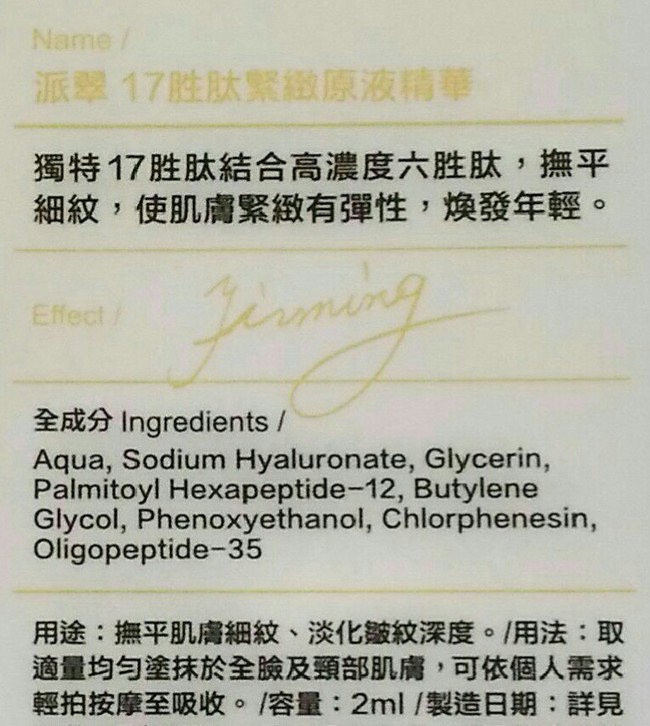 Name /
派翠 17胜肽緊緻原液精華
獨特17胜肽結合高濃度六胜肽，撫平
細紋，使肌膚緊緻有彈性，煥發年輕。
Effect / Firming
全成分 Ingredients /
Aqua, Sodium Hyaluronate, Glycerin,
Palmitoyl Hexapeptide-12, Butylene
Glycol, Phenoxyethanol, Chlorphenesin,
Oligopeptide-35
用途：撫平肌膚細紋、淡化皺紋深度。/用法：取
適量均勻塗抹於全臉及頸部肌膚，可依個人需求
輕拍按摩至吸收。/容量：2ml /製造日期：詳見